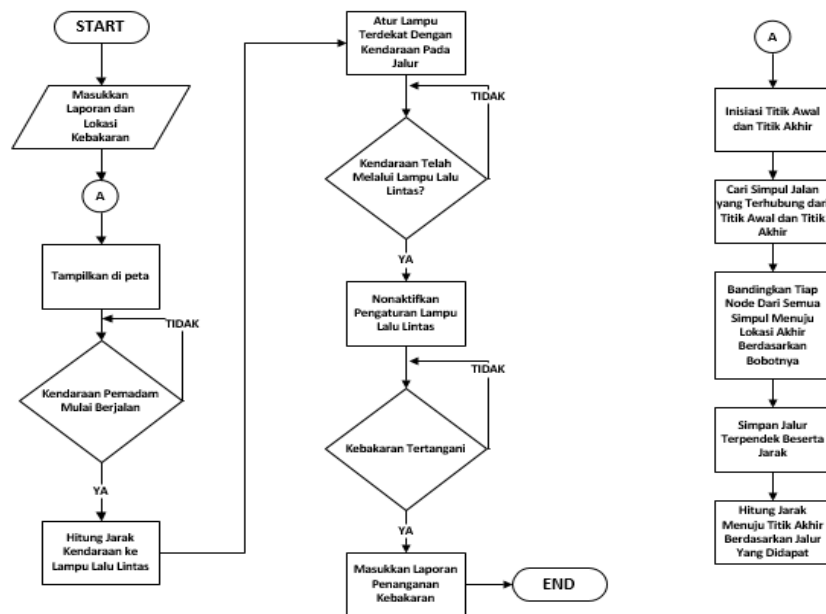 START
Masukkan
Laporan dan
Lokasi
Kebakaran
A
Tampilkan di peta
TIDAK
Kendaraan Pemadam
Mulai Berjalan
YA
Hitung Jarak
Kendaraan ke
Lampu Lalu Lintas
Atur Lampu
Terdekat Dengan
Kendaraan Pada
Jalur
TIDAK
Kendaraan Telah
Melalui Lampu Lalu
Lintas?
YA
Nonaktifkan
Pengaturan Lampu
Lalu Lintas
TIDAK
Kebakaran Tertangani
YA
Masukkan Laporan
Penanganan
Kebakaran
END
A
Inisiasi Titik Awal
dan Titik Akhir
Cari Simpul Jalan
yang Terhubung dari
Titik Awal dan Titik
Akhir
Bandingkan Tiap
Node Dari Semua
Simpul Menuju
Lokasi Akhir
Berdasarkan
Bobotnya
Simpan Jalur
Terpendek Beserta
Jarak
Hitung Jarak
Menuju Titik Akhir
Berdasarkan Jalur
Yang Didapat